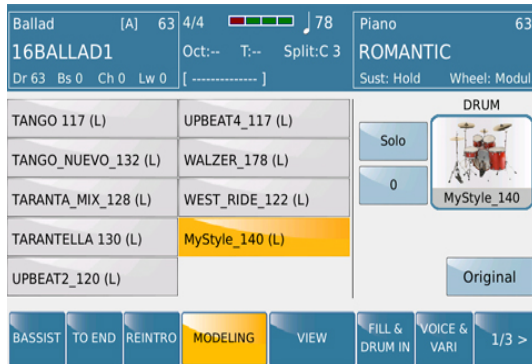 Ballad [A] 63
16BALLAD1
Dr 63 Bs 0 Ch 0 Lw 0
4/4 78
Oct:-- T:-- Split:C 3
[ -------------- ]
Piano 63
ROMANTIC
Sust: Hold Wheel: Modul
TANGO 117 (L)
TANGO_NUEVO_132 (L)
TARANTA_MIX_128 (L)
TARANTELLA 130 (L)
UPBEAT2_120 (L)
UPBEAT4_117 (L)
WALZER_178 (L)
WEST_RIDE_122 (L)
MyStyle_140 (L)
Solo
0
DRUM
MyStyle_140
Original
BASSIST
TO END
REINTRO
MODELING
VIEW
FILL &
DRUM IN
VOICE &
VARI
1/3 >